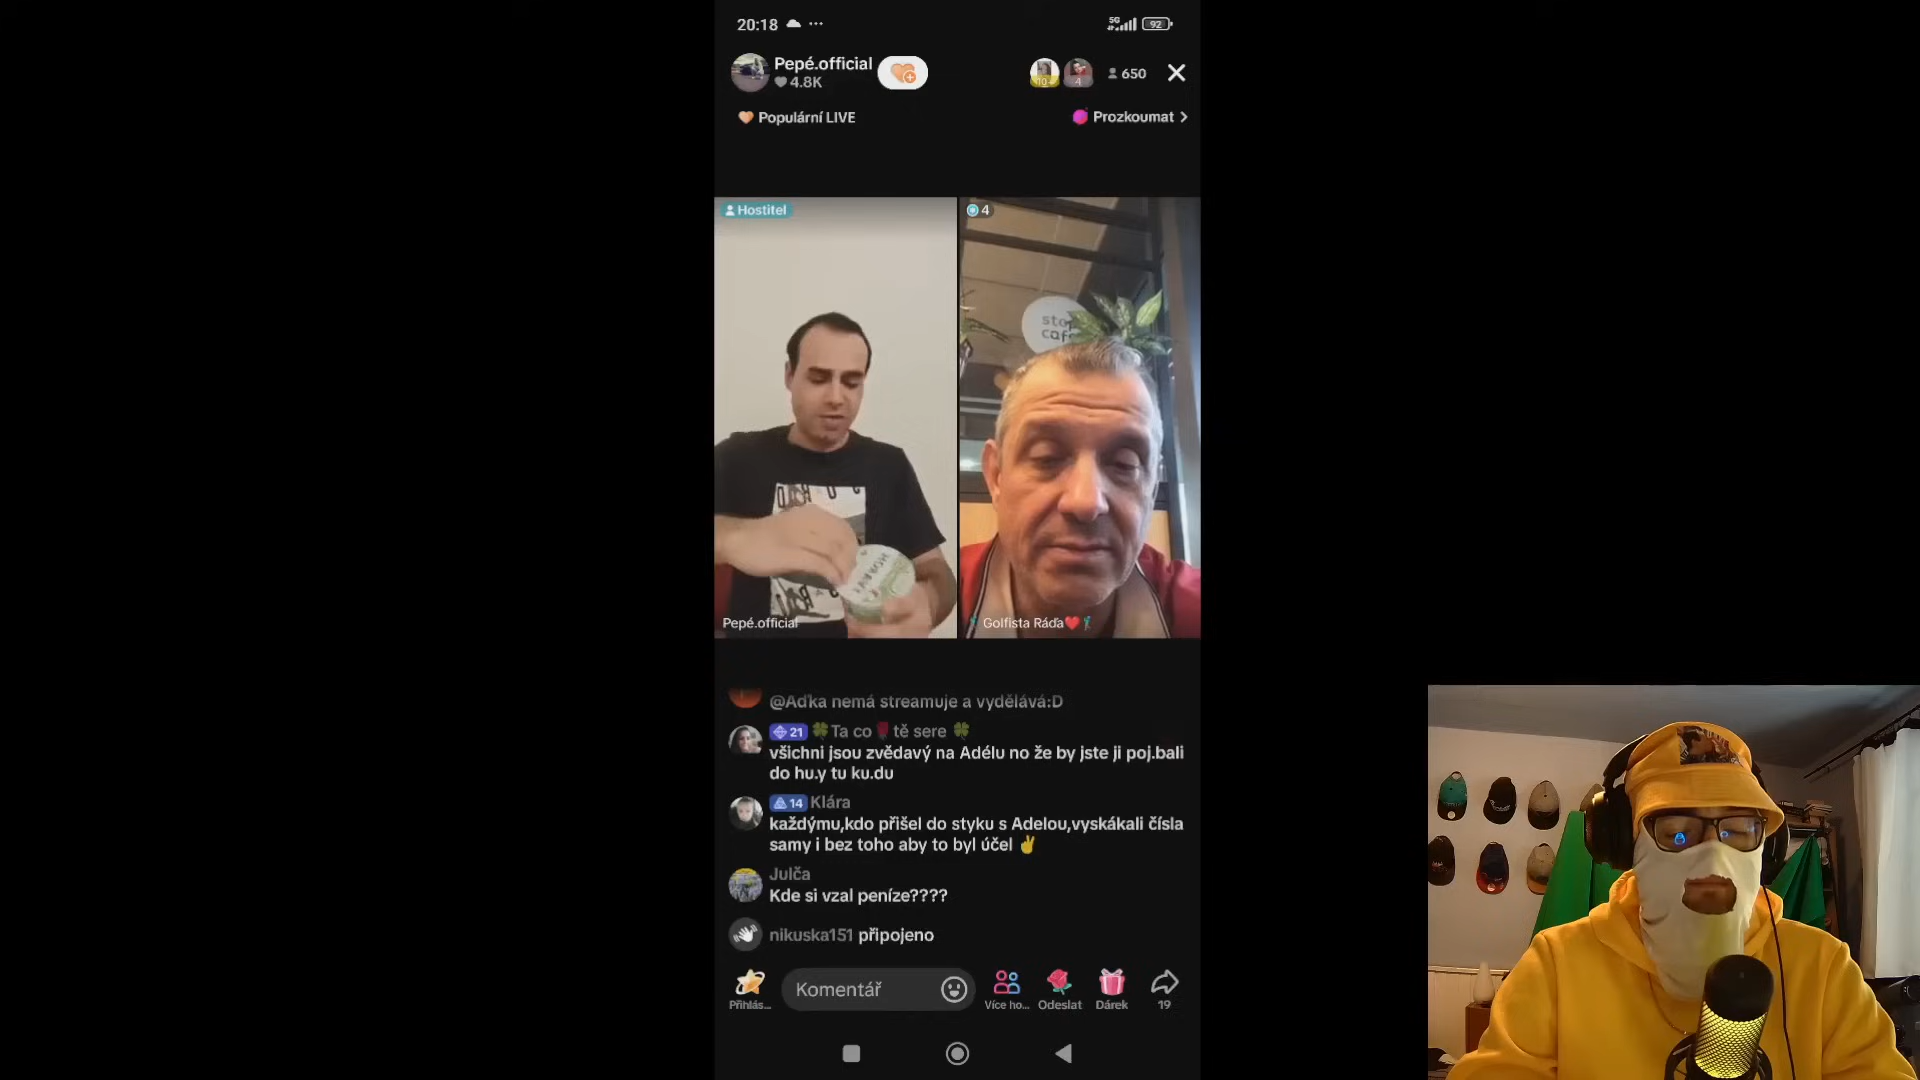 20:18
5G
92
Pepé.official
4.8K
650
Populární LIVE
Prozkoumat
Hostitel
4
Pepé.official
Golfista Ráďa
@Aďka nemá streamuje a vydělává:D
21 Ta co tě sere
všichni jsou zvědavý na Adélu no že by jste ji poj.bali
do hu.y tu ku.du
14 Klára
každýmu,kdo přišel do styku s Adelou,vyskákali čísla
samy i bez toho aby to byl účel
Julča
Kde si vzal peníze????
nikuska151 připojeno
Přihlás...
Komentář
Více ho...
Odeslat
Dárek
19